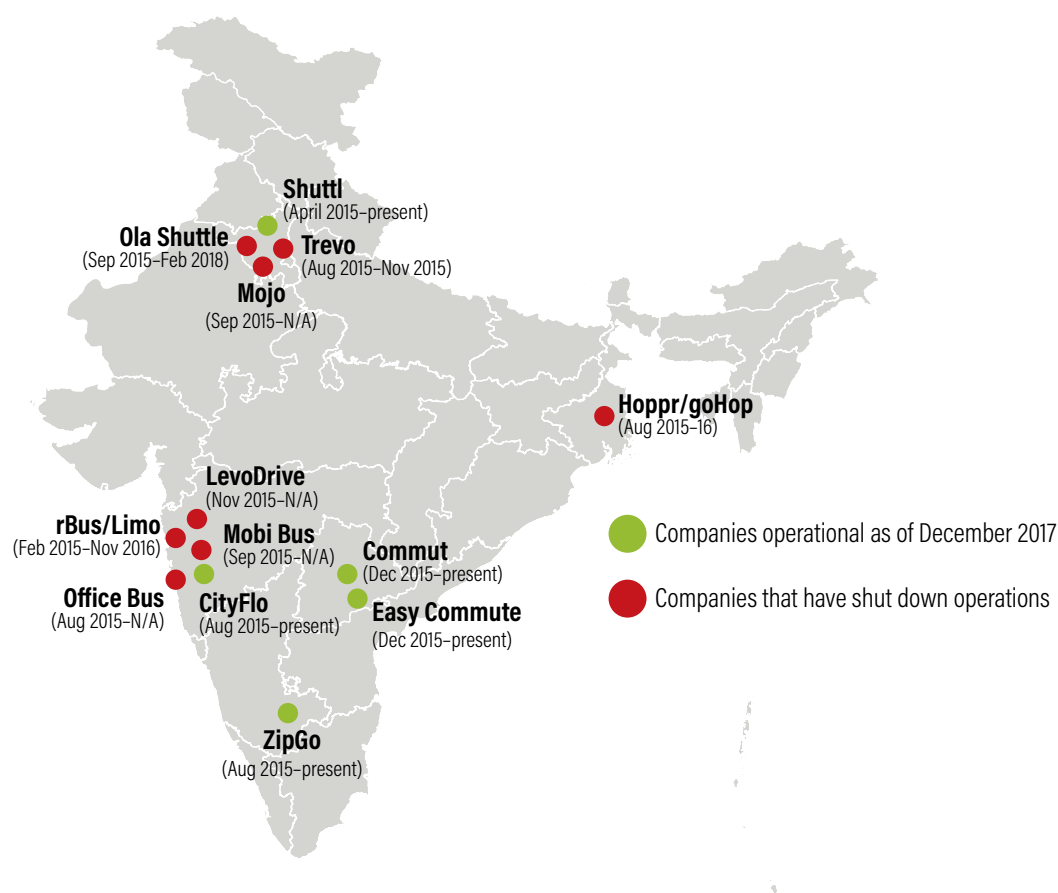 Shuttl
(April 2015–present)
Ola Shuttle
(Sep 2015–Feb 2018)
Trevo
(Aug 2015–Nov 2015)
Mojo
(Sep 2015–N/A)
Hoppr/goHop
(Aug 2015–16)
LevoDrive
(Nov 2015–N/A)
rBus/Limo
(Feb 2015–Nov 2016)
Mobi Bus
(Sep 2015–N/A)
Commut
(Dec 2015–present)
Office Bus
(Aug 2015–N/A)
CityFlo
(Aug 2015–present)
Easy Commute
(Dec 2015–present)
ZipGo
(Aug 2015–present)
Companies operational as of December 2017
Companies that have shut down operations